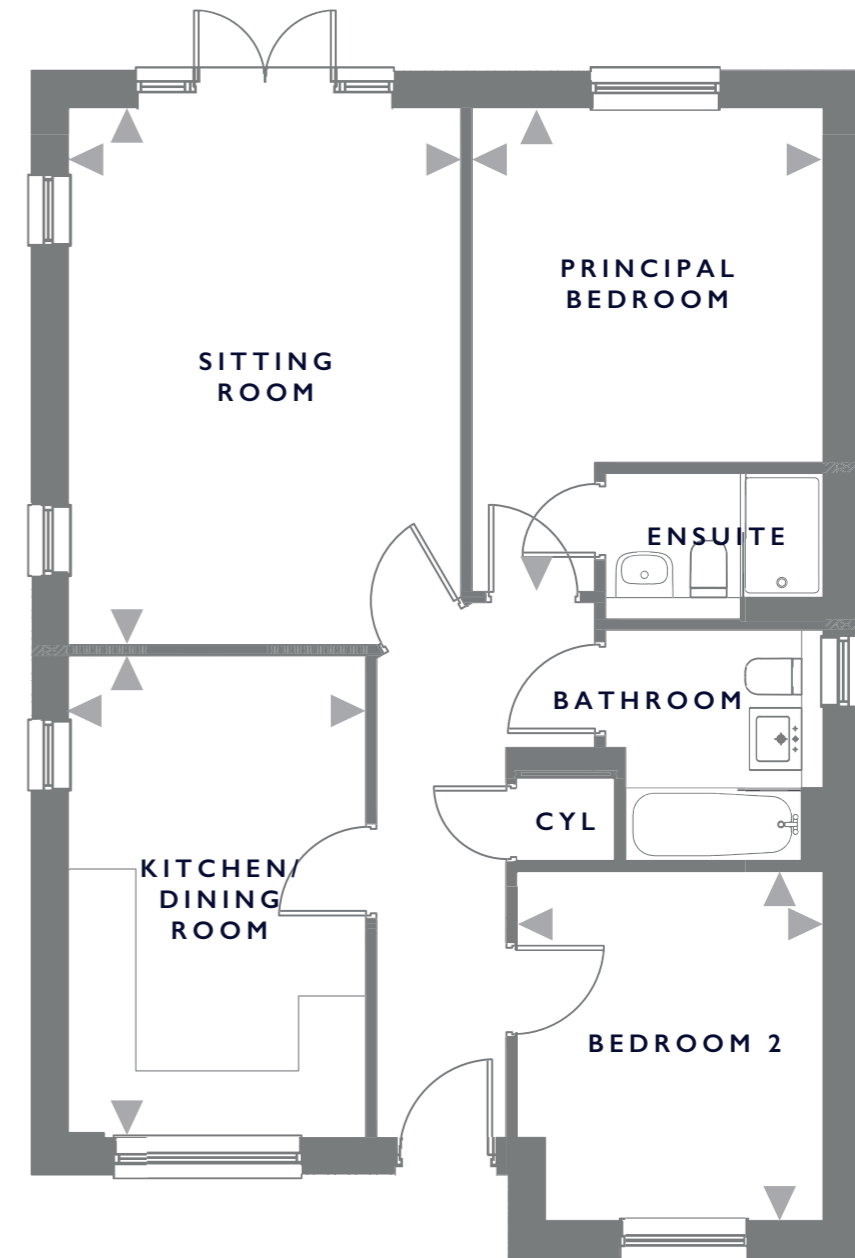 PRINCIPAL
BEDROOM
SITTING
ROOM
ENSUITE
BATHROOM
CYL
KITCHEN/
DINING
ROOM
BEDROOM 2